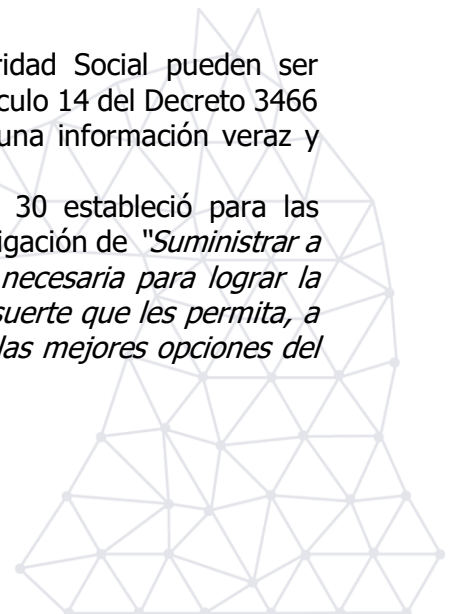 ridad Social pueden ser
culo 14 del Decreto 3466
una información veraz y
30 estableció para las
igación de "Suministrar a
necesaria para lograr la
suerte que les permita, a
las mejores opciones del